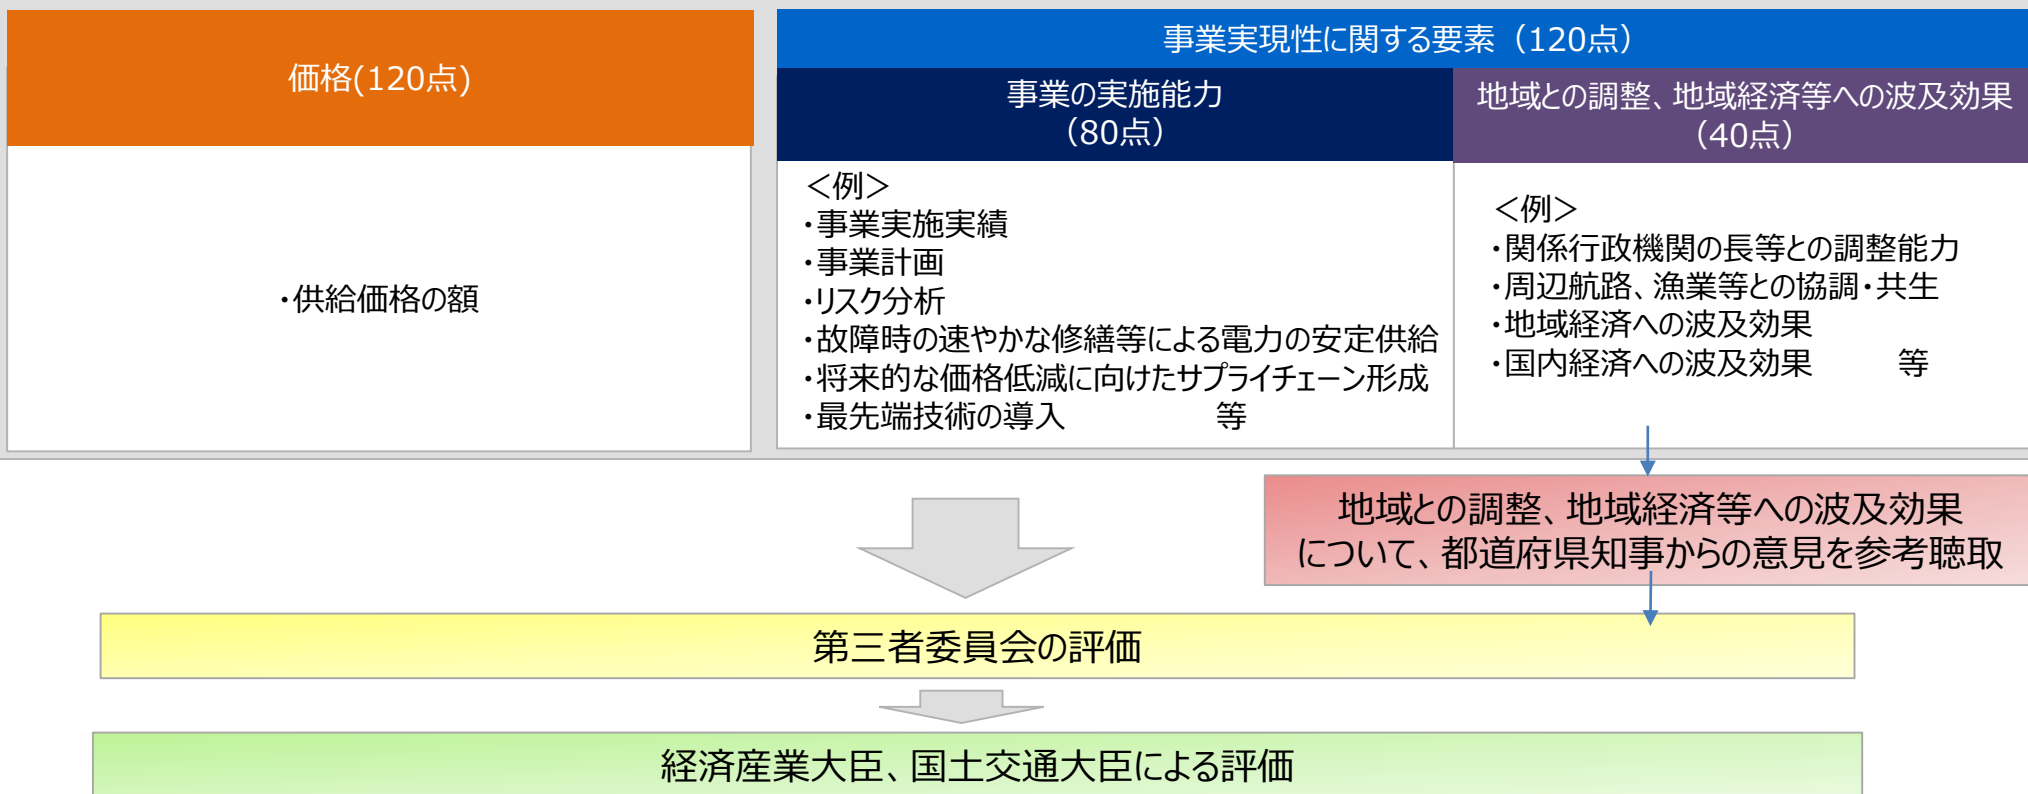 価格(120点)
・供給価格の額
事業実現性に関する要素（120点）
事業の実施能力
（80点）
＜例＞
・事業実施実績
・事業計画
・リスク分析
・故障時の速やかな修繕等による電力の安定供給
・将来的な価格低減に向けたサプライチェーン形成
・最先端技術の導入　　　　　等
地域との調整、地域経済等への波及効果
（40点）
＜例＞
・関係行政機関の長等との調整能力
・周辺航路、漁業等との協調・共生
・地域経済への波及効果
・国内経済への波及効果　　　等
地域との調整、地域経済等への波及効果
について、都道府県知事からの意見を参考聴取
第三者委員会の評価
経済産業大臣、国土交通大臣による評価